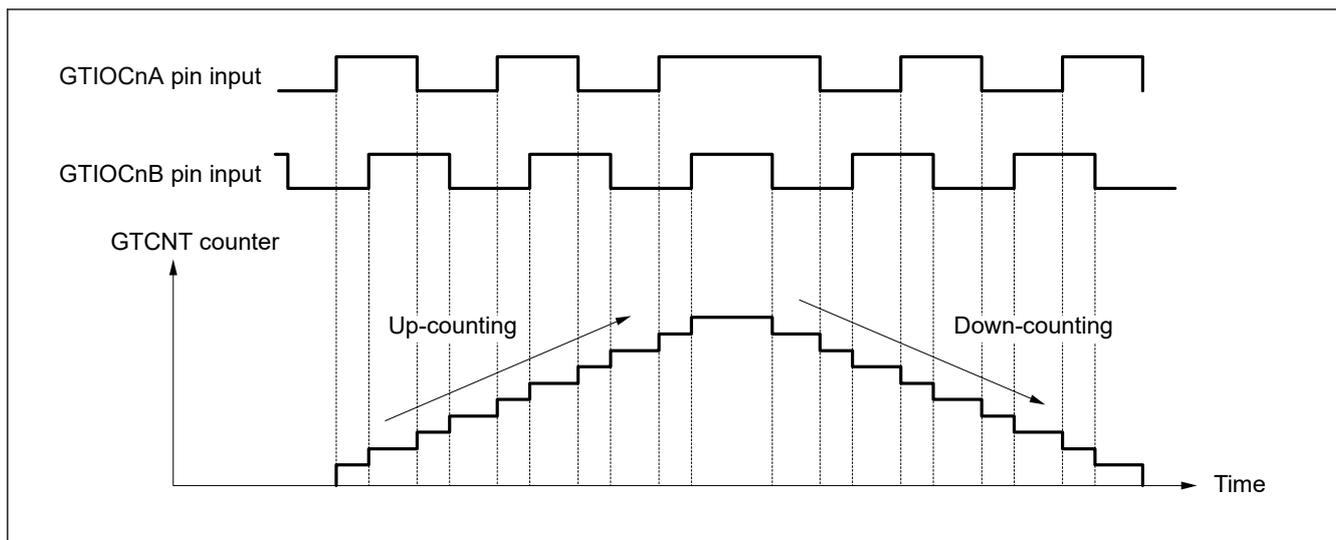 GTIOCnA pin input
GTIOCnB pin input
GTCNT counter
Up-counting
Down-counting
Time